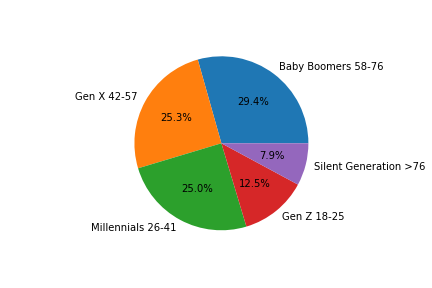 Baby Boomers 58-76
29.4%
Gen X 42-57
25.3%
7.9%
Silent Generation >76
12.5%
25.0%
Gen Z 18-25
Millennials 26-41